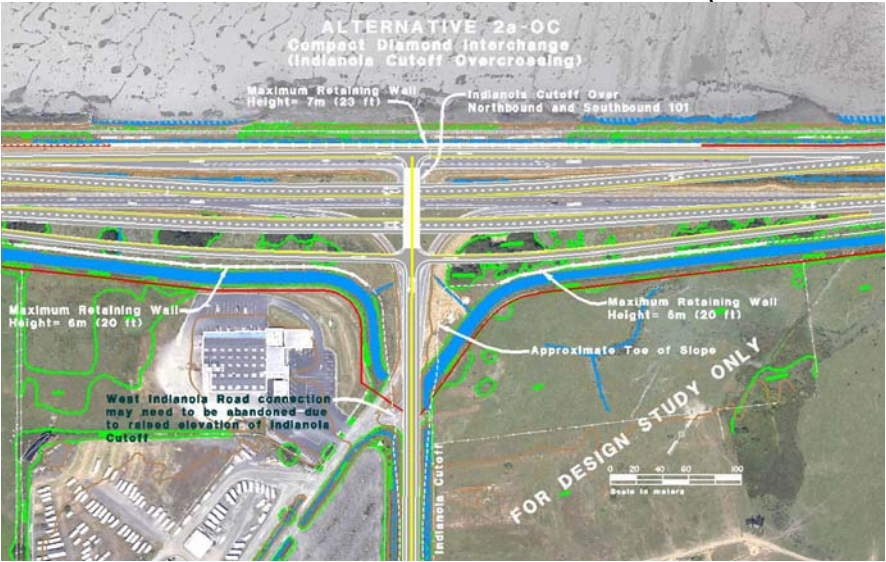 ALTERNATIVE 2a-OC
Compact Diamond Interchange
(Indianola Cutoff Overcrossing)
Maximum Retaining Wall
Height= 7m (23 ft)
Indianola Cutoff Over
Northbound and Southbound 101
Maximum Retaining Wall
Height= 6m (20 ft)
Maximum Retaining Wall
Height= 6m (20 ft)
Approximate Toe of Slope
West Indianola Road connection
may need to be abandoned due
to raised elevation of Indianola
Cutoff
Indianola Cutoff
FOR DESIGN STUDY ONLY
0 20 40 60 80 100
Scale in meters